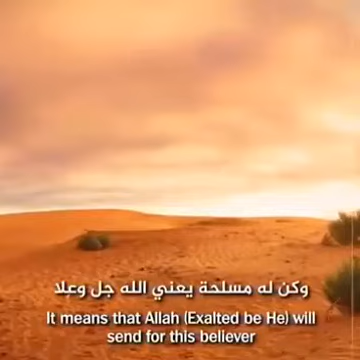 وكن له مسلحة يعني الله جل وعلا
It means that Allah (Exalted be He) will
send for this believer